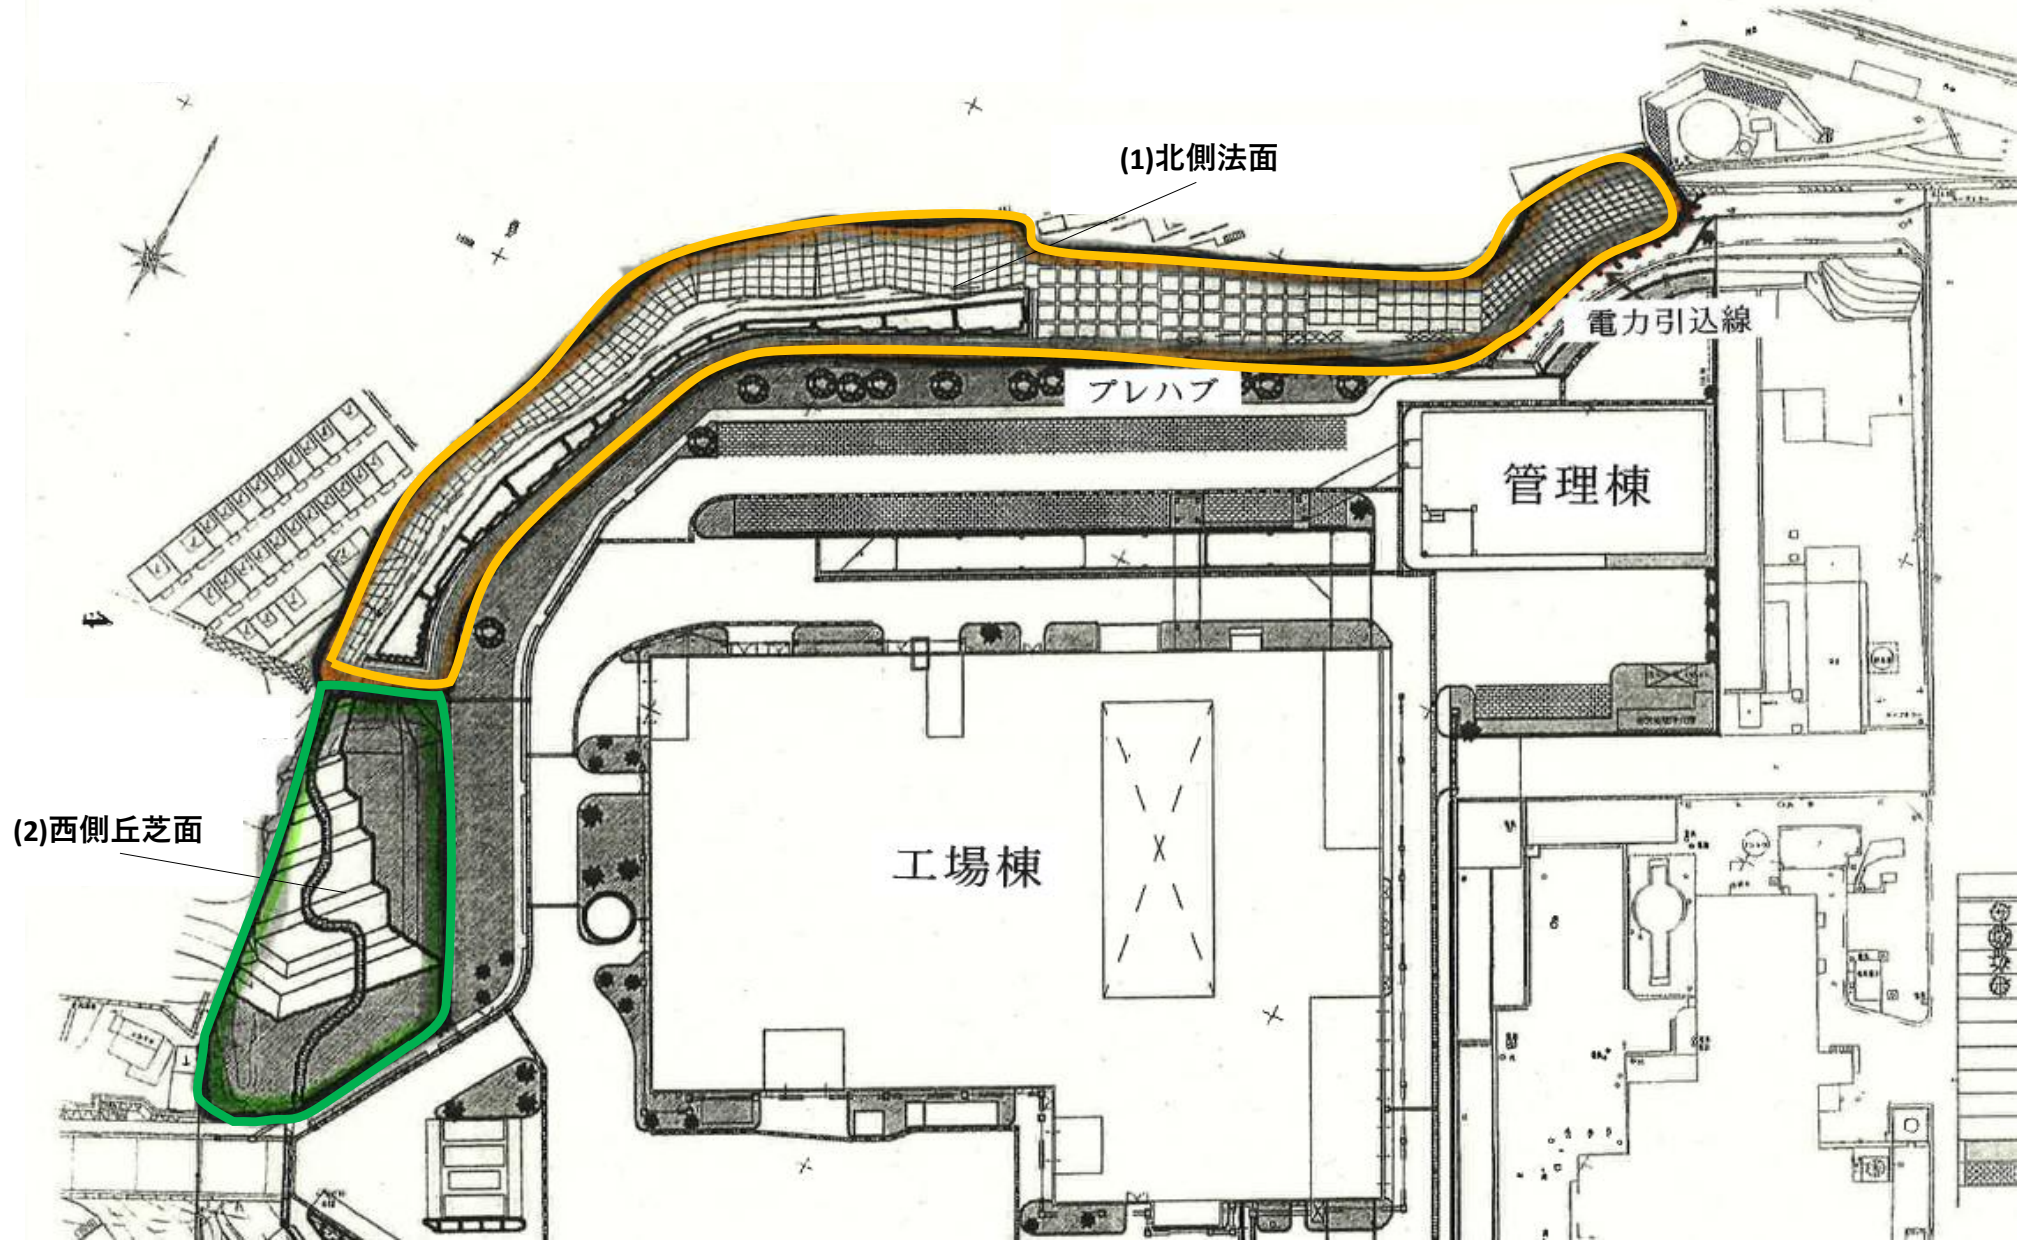 (1)北側法面
電力引込線
プレハブ
管理棟
(2)西側丘芝面
工場棟